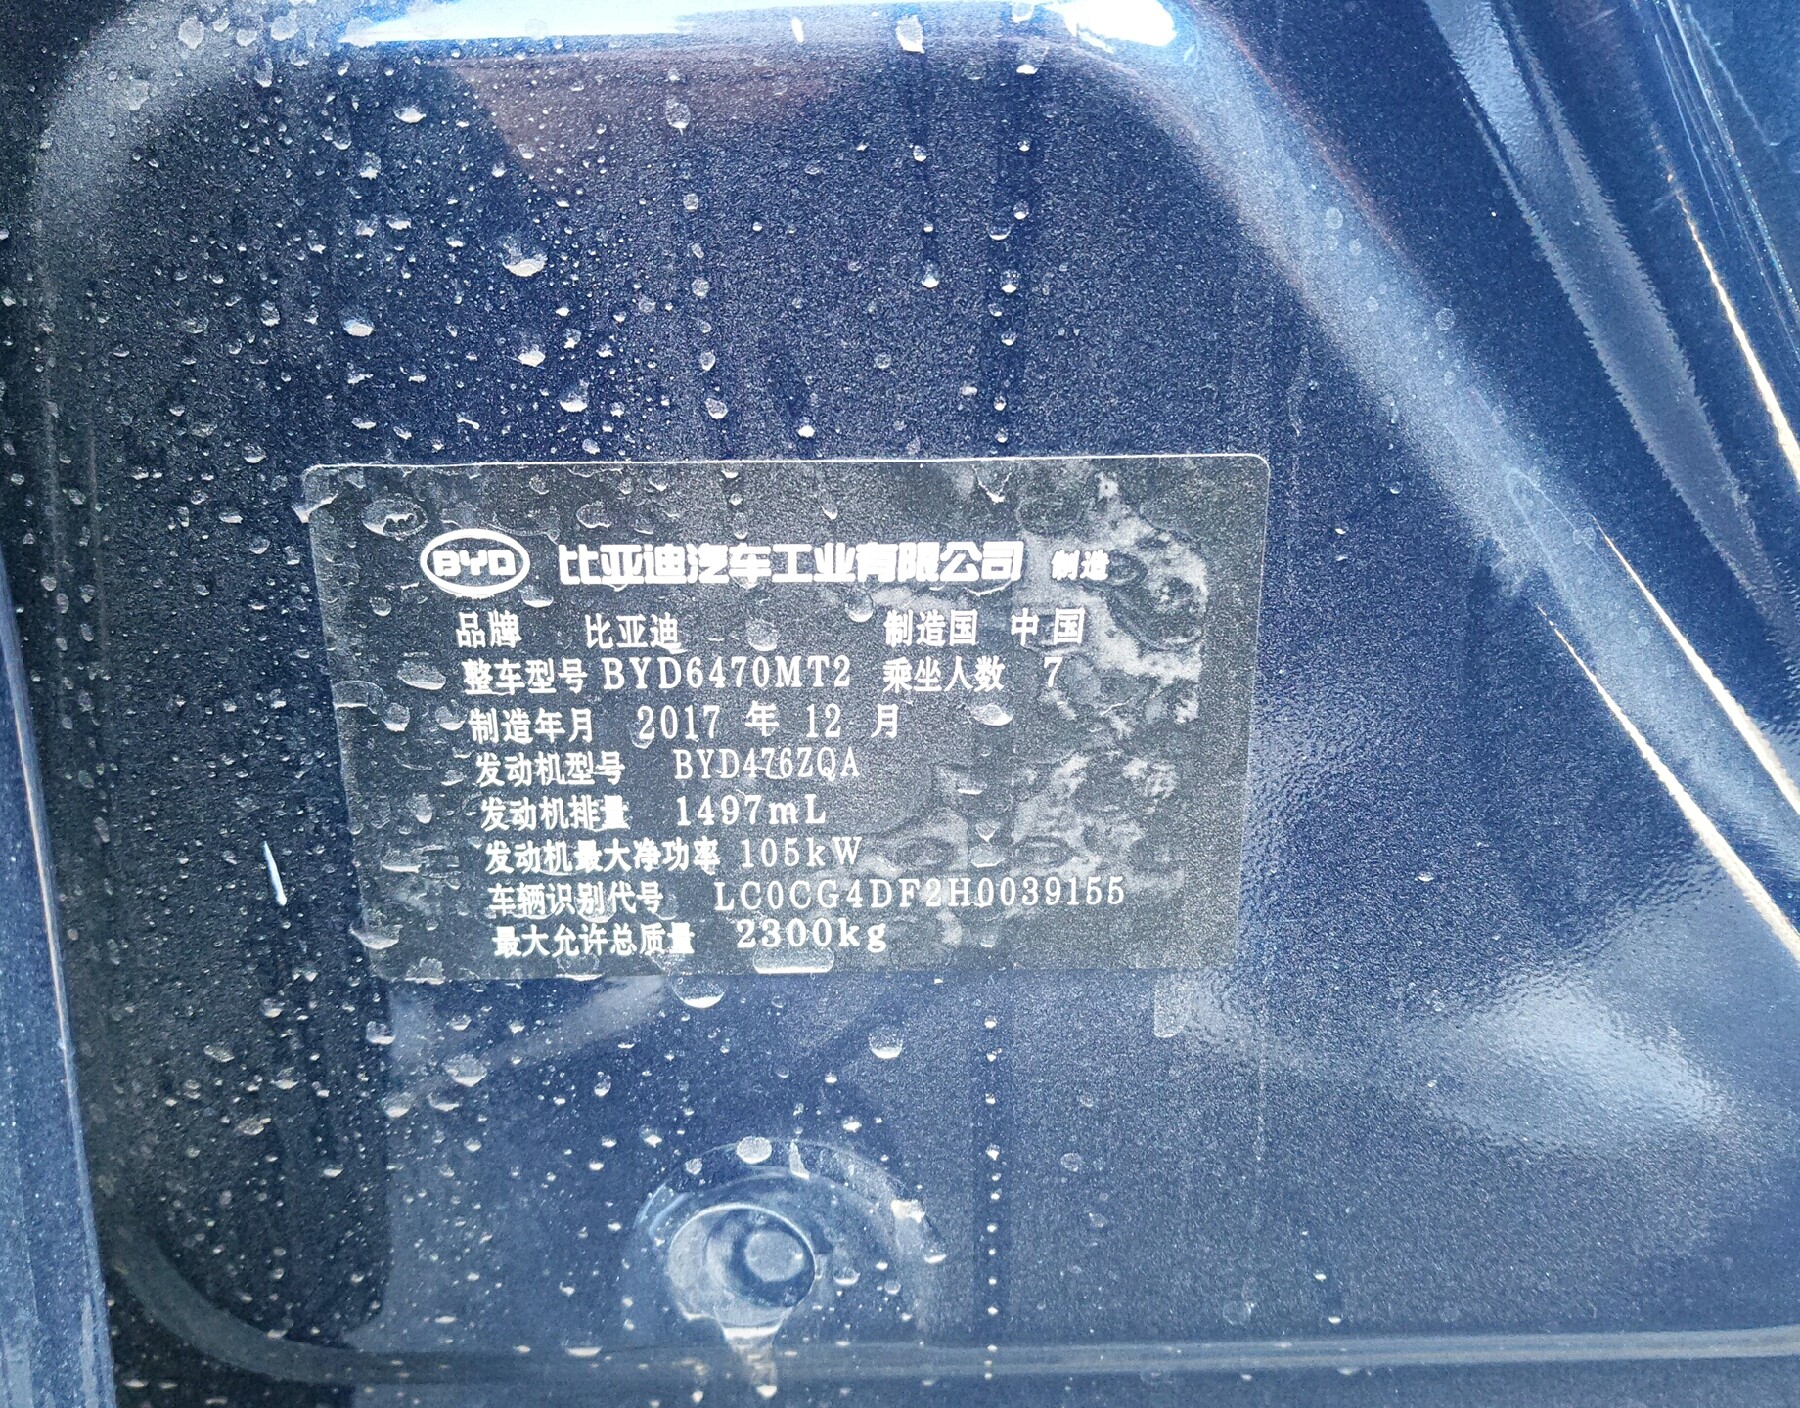 BYD 比亚迪汽车工业有限公司 制造
品牌 比亚迪 制造国 中国
整车型号 BYD6470MT2 乘坐人数 7
制造年月 2017 年 12 月
发动机型号 BYD476ZQA
发动机排量 1497mL
发动机最大净功率 105kW
车辆识别代号 LC0CG4DF2H0039155
最大允许总质量 2300kg